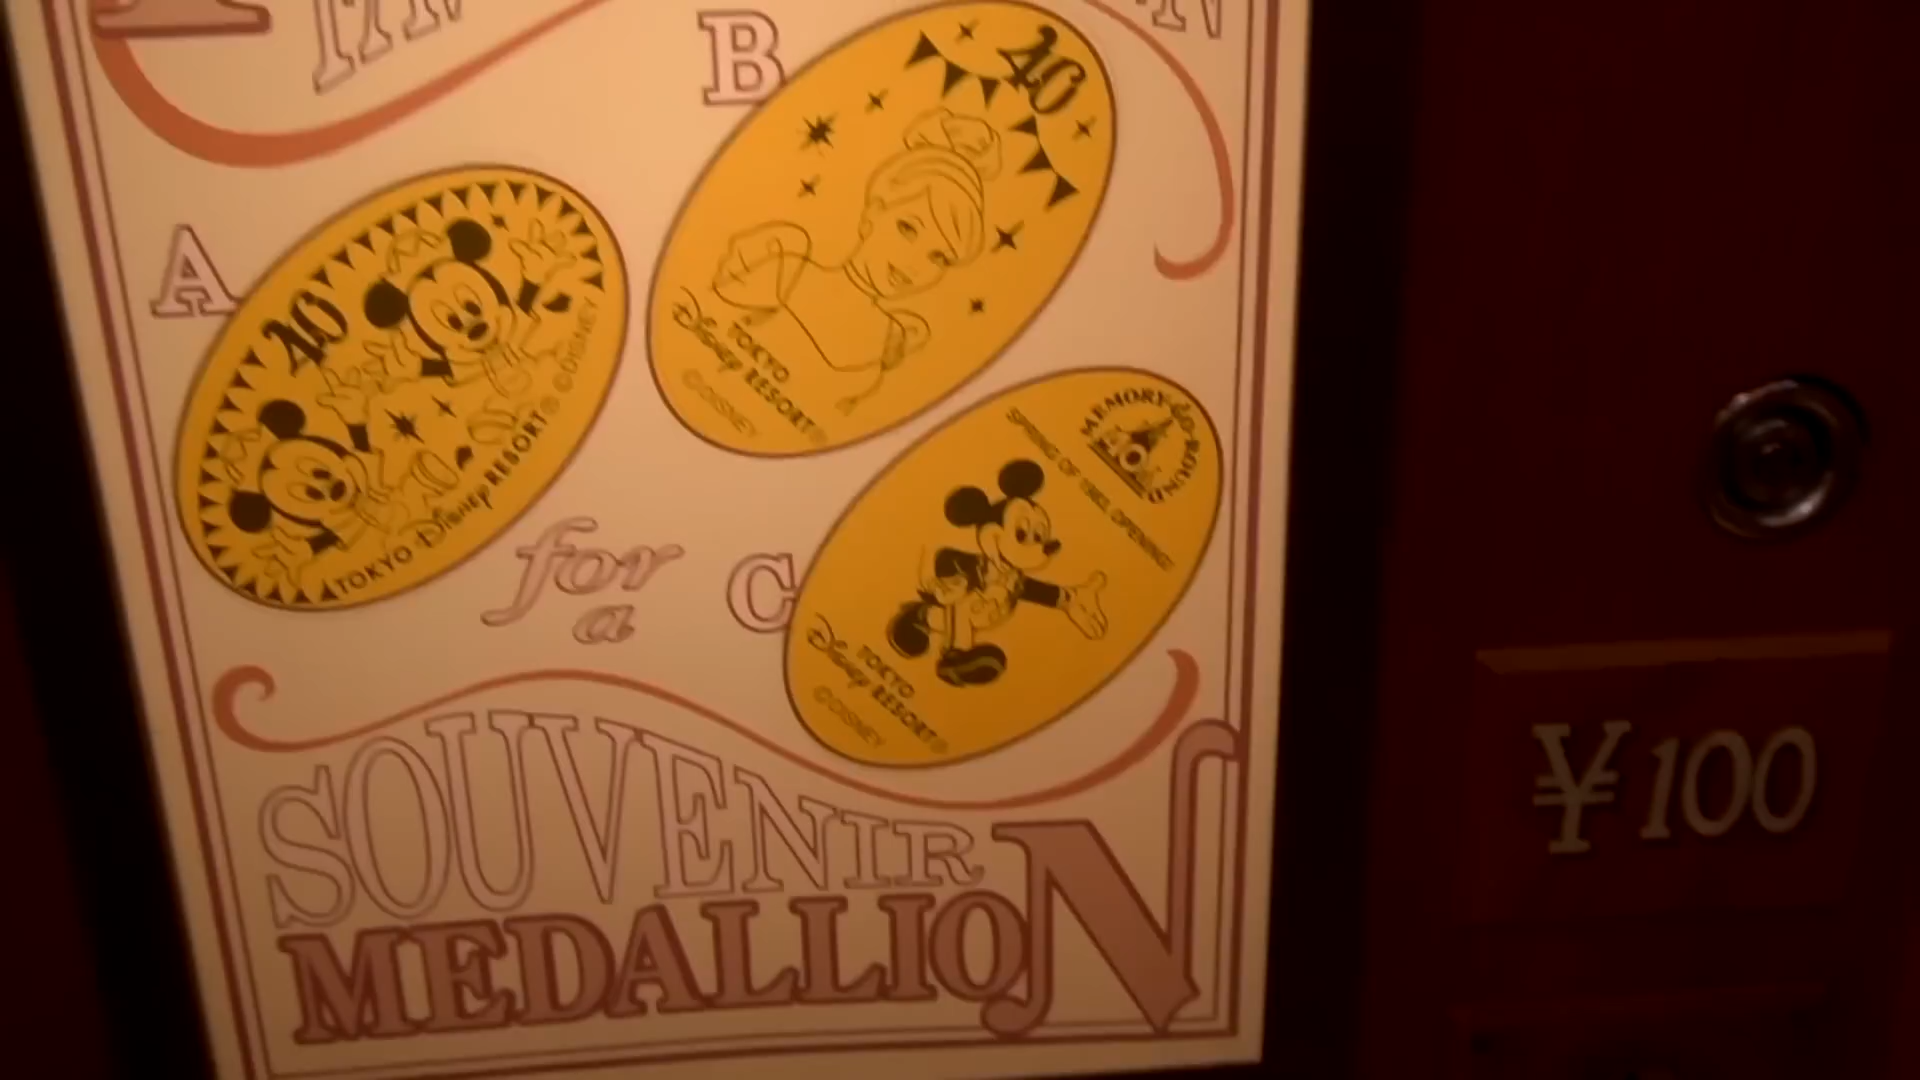 B
40
TOKYO
Disney RESORT®
©DISNEY
A
40
TOKYO Disney RESORT® ©DISNEY
for
a
C
MEMORY GO ROUND
40
SPRING OF 1983, OPENING!
TOKYO
Disney RESORT®
©DISNEY
SOUVENIR
MEDALLION
¥100